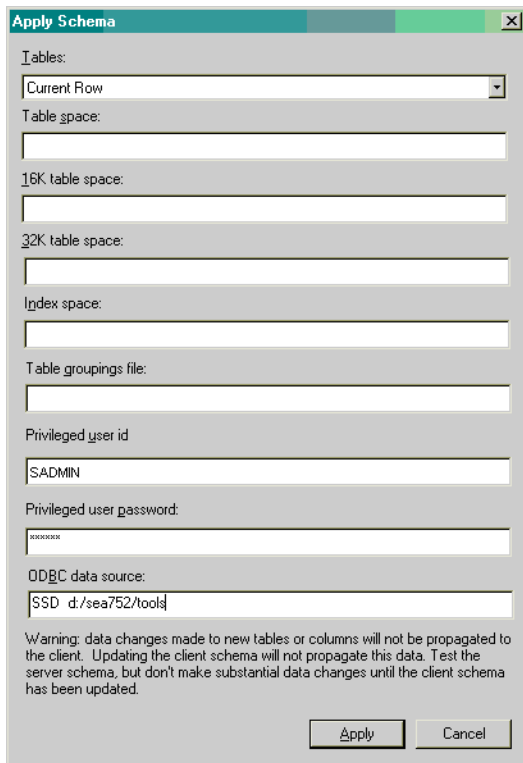 Apply Schema
Tables:
Current Row
Table space:
16K table space:
32K table space:
Index space:
Table groupings file:
Privileged user id
SADMIN
Privileged user password:
xxxxxx
ODBC data source:
SSD d:/sea752/tools
Warning: data changes made to new tables or columns will not be propagated to
the client. Updating the client schema will not propagate this data. Test the
server schema, but don't make substantial data changes until the client schema
has been updated.
Apply
Cancel